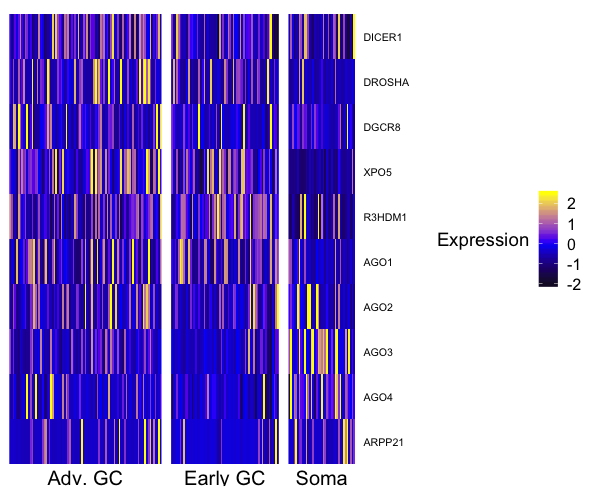 DICER1
DROSHA
DGCR8
XPO5
R3HDM1
AGO1
AGO2
AGO3
AGO4
ARPP21
Expression
2
1
0
-1
-2
Adv. GC Early GC Soma